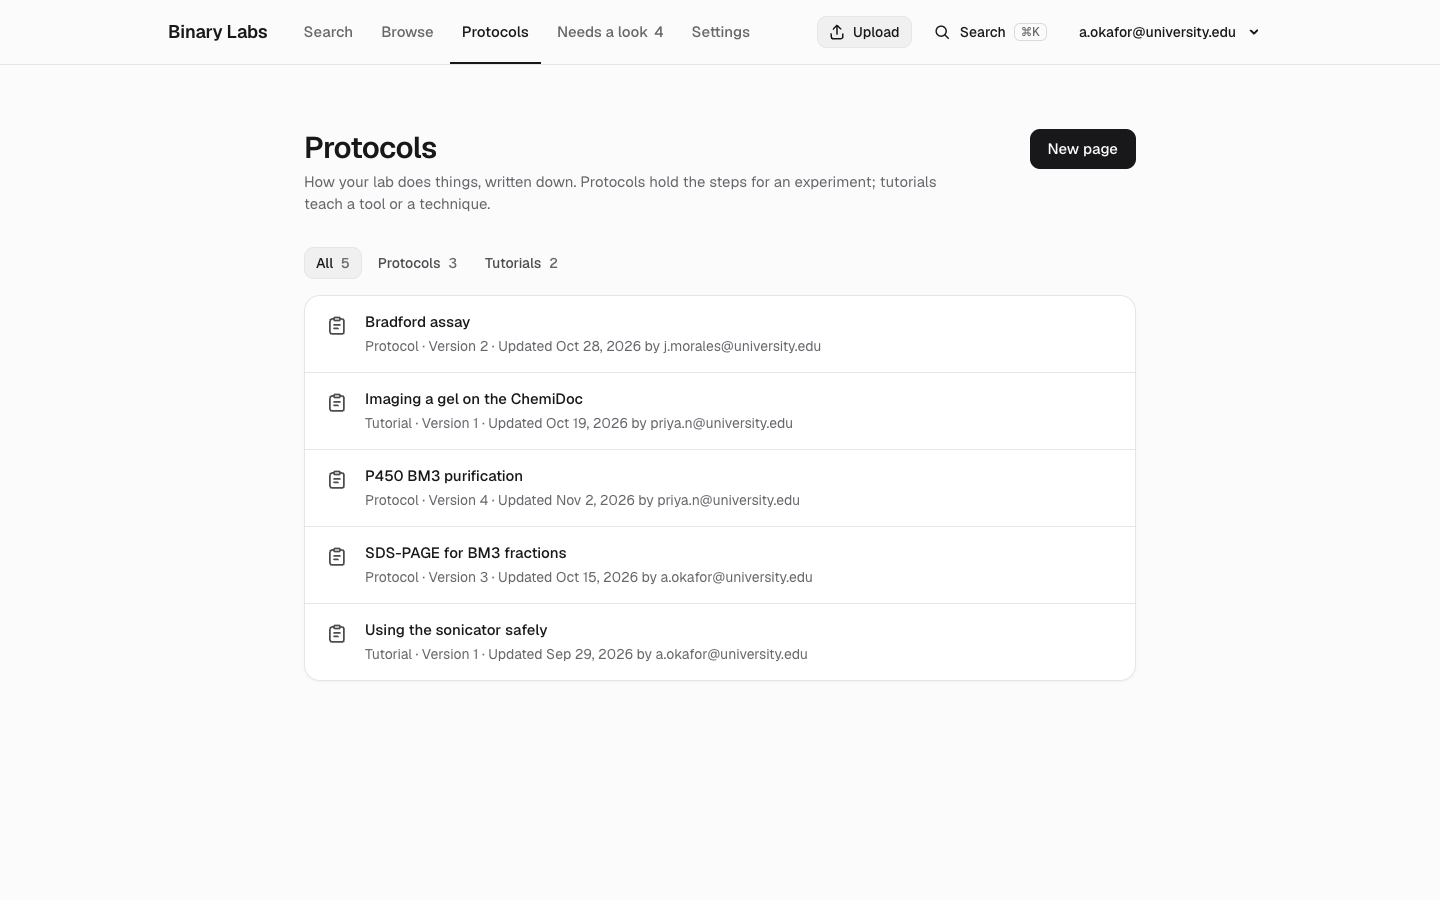 Binary Labs Search Browse Protocols Needs a look 4 Settings Upload Search ⌘K a.okafor@university.edu
Protocols
New page
How your lab does things, written down. Protocols hold the steps for an experiment; tutorials
teach a tool or a technique.
All 5 Protocols 3 Tutorials 2
Bradford assay
Protocol · Version 2 · Updated Oct 28, 2026 by j.morales@university.edu
Imaging a gel on the ChemiDoc
Tutorial · Version 1 · Updated Oct 19, 2026 by priya.n@university.edu
P450 BM3 purification
Protocol · Version 4 · Updated Nov 2, 2026 by priya.n@university.edu
SDS-PAGE for BM3 fractions
Protocol · Version 3 · Updated Oct 15, 2026 by a.okafor@university.edu
Using the sonicator safely
Tutorial · Version 1 · Updated Sep 29, 2026 by a.okafor@university.edu